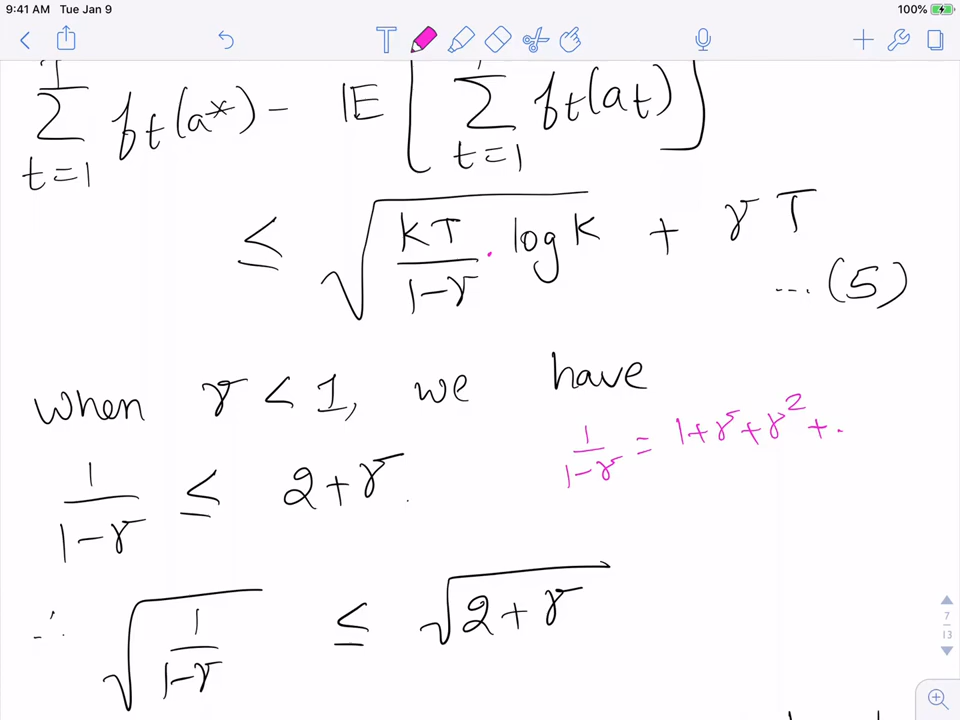 9:41 AM Tue Jan 9 100%
T
∑ f_t(a*) - 𝔼 [ ∑ f_t(a_t) ]
t=1 t=1
≤ √(KT/(1-γ) · log K) + γ T
... (5)
When γ < 1, we have
1/(1-γ) = 1+γ+γ² + .
1/(1-γ) ≤ 2+γ.
∴ √(1/(1-γ)) ≤ √(2+γ)
7
13